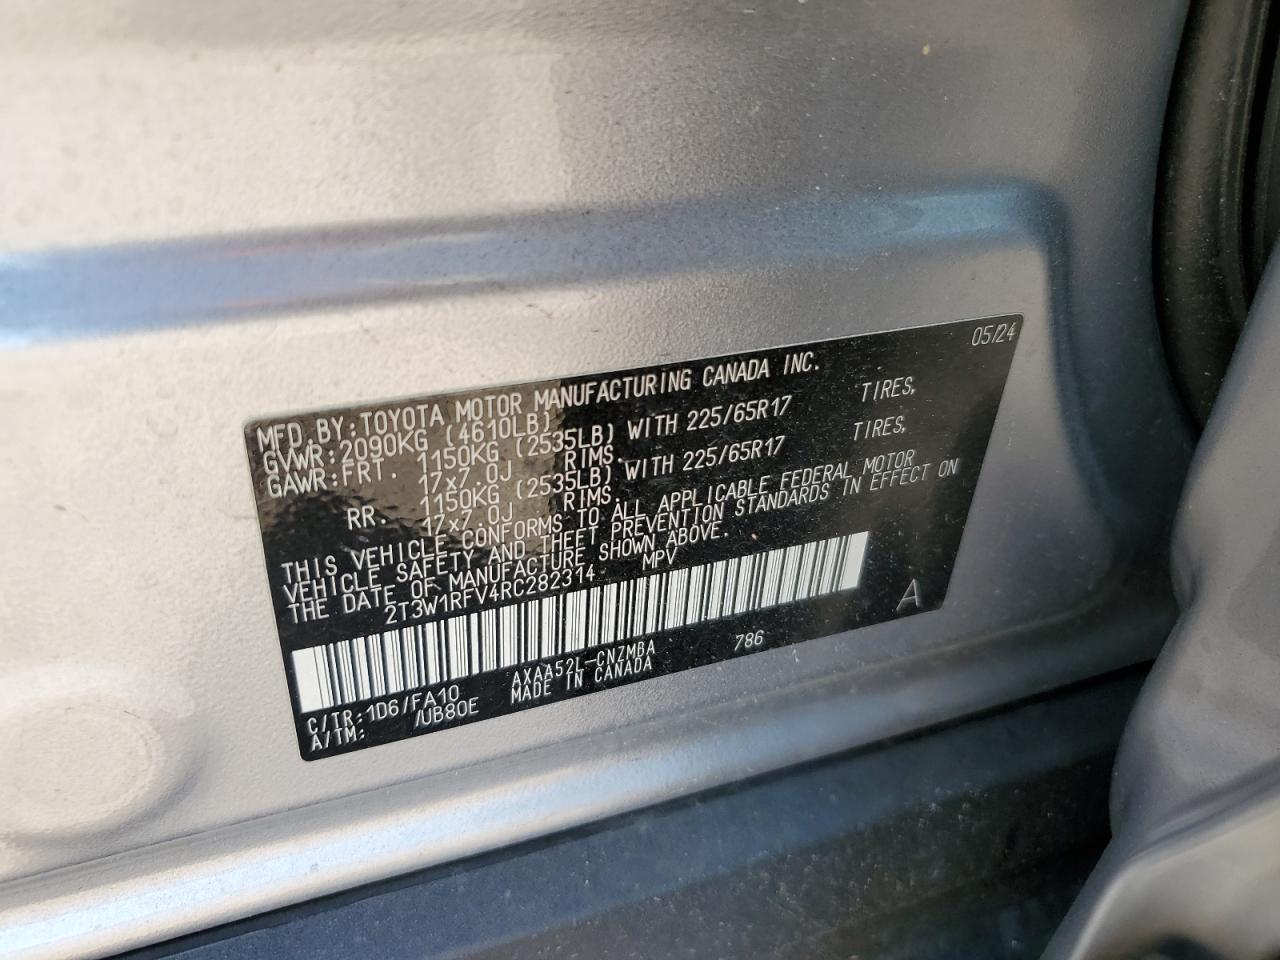 05/24
MFD.BY:TOYOTA MOTOR MANUFACTURING CANADA INC.
GVWR:2090KG (4610LB)
GAWR:FRT. 1150KG (2535LB) WITH 225/65R17 TIRES,
17x7.0J RIMS.
RR. 1150KG (2535LB) WITH 225/65R17 TIRES,
17x7.0J RIMS.
THIS VEHICLE CONFORMS TO ALL APPLICABLE FEDERAL MOTOR
VEHICLE SAFETY AND THEFT PREVENTION STANDARDS IN EFFECT ON
THE DATE OF MANUFACTURE SHOWN ABOVE.
2T3W1RFV4RC282314 MPV
A
C/TR:1D6/FA10 AXAA52L-CNZMBA 786
A/TM: /UB80E MADE IN CANADA